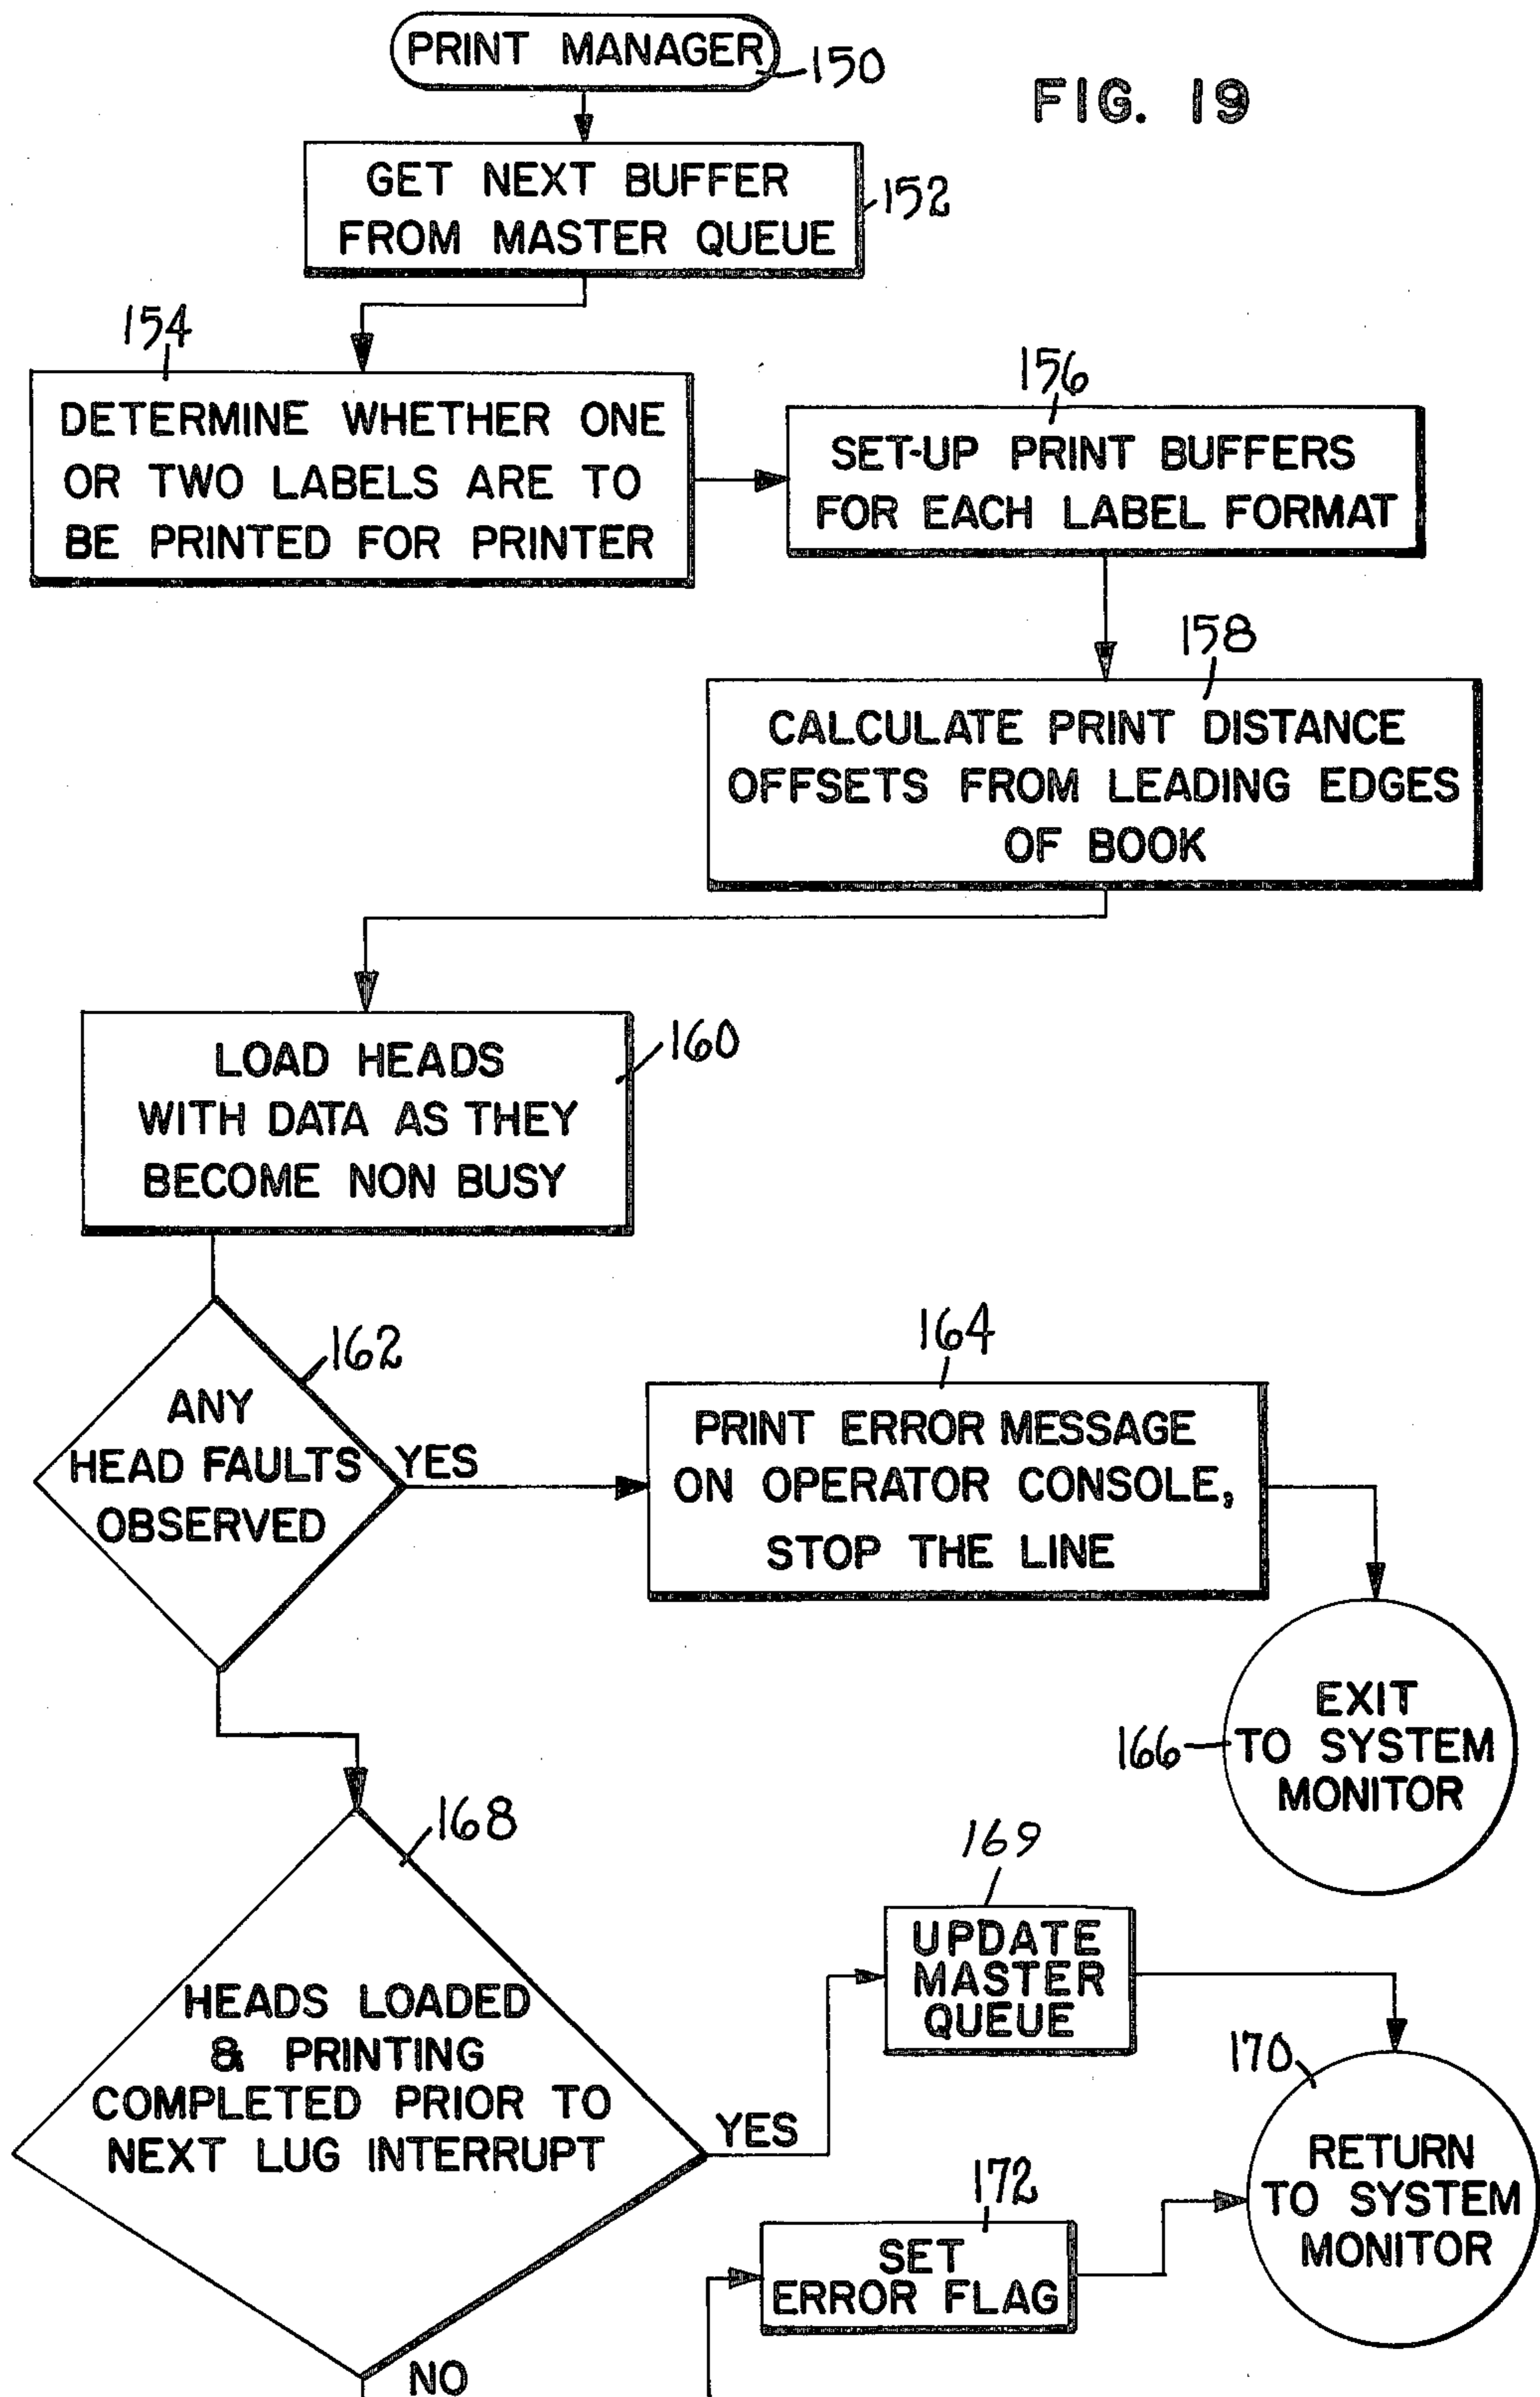 PRINT MANAGER
150
FIG. 19
GET NEXT BUFFER
FROM MASTER QUEUE
152
154
DETERMINE WHETHER ONE
OR TWO LABELS ARE TO
BE PRINTED FOR PRINTER
156
SET-UP PRINT BUFFERS
FOR EACH LABEL FORMAT
158
CALCULATE PRINT DISTANCE
OFFSETS FROM LEADING EDGES
OF BOOK
LOAD HEADS
WITH DATA AS THEY
BECOME NON BUSY
160
162
ANY
HEAD FAULTS
OBSERVED
YES
164
PRINT ERROR MESSAGE
ON OPERATOR CONSOLE,
STOP THE LINE
166
EXIT
TO SYSTEM
MONITOR
168
HEADS LOADED
& PRINTING
COMPLETED PRIOR TO
NEXT LUG INTERRUPT
YES
169
UPDATE
MASTER
QUEUE
170
RETURN
TO SYSTEM
MONITOR
172
SET
ERROR FLAG
NO